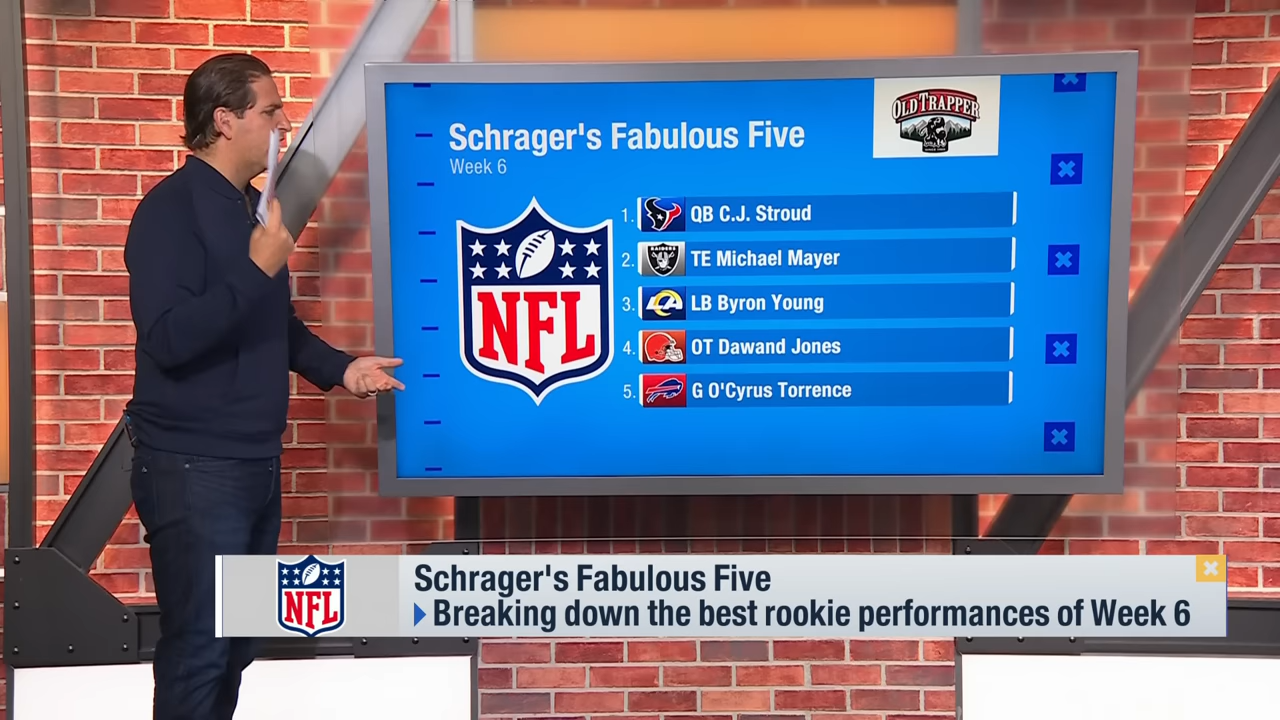 Schrager's Fabulous Five
Week 6
OLD TRAPPER
NFL
1. QB C.J. Stroud
RAIDERS
2. TE Michael Mayer
3. LB Byron Young
4. OT Dawand Jones
5. G O'Cyrus Torrence
NFL
Schrager's Fabulous Five
Breaking down the best rookie performances of Week 6